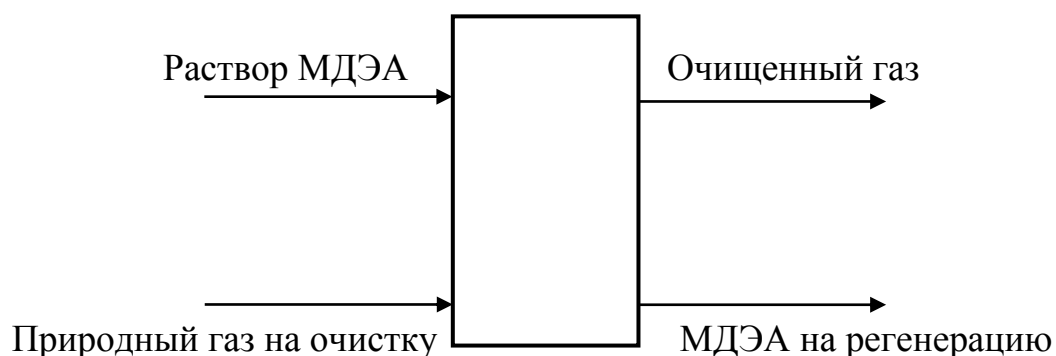 Раствор МДЭА
Очищенный газ
Природный газ на очистку
МДЭА на регенерацию